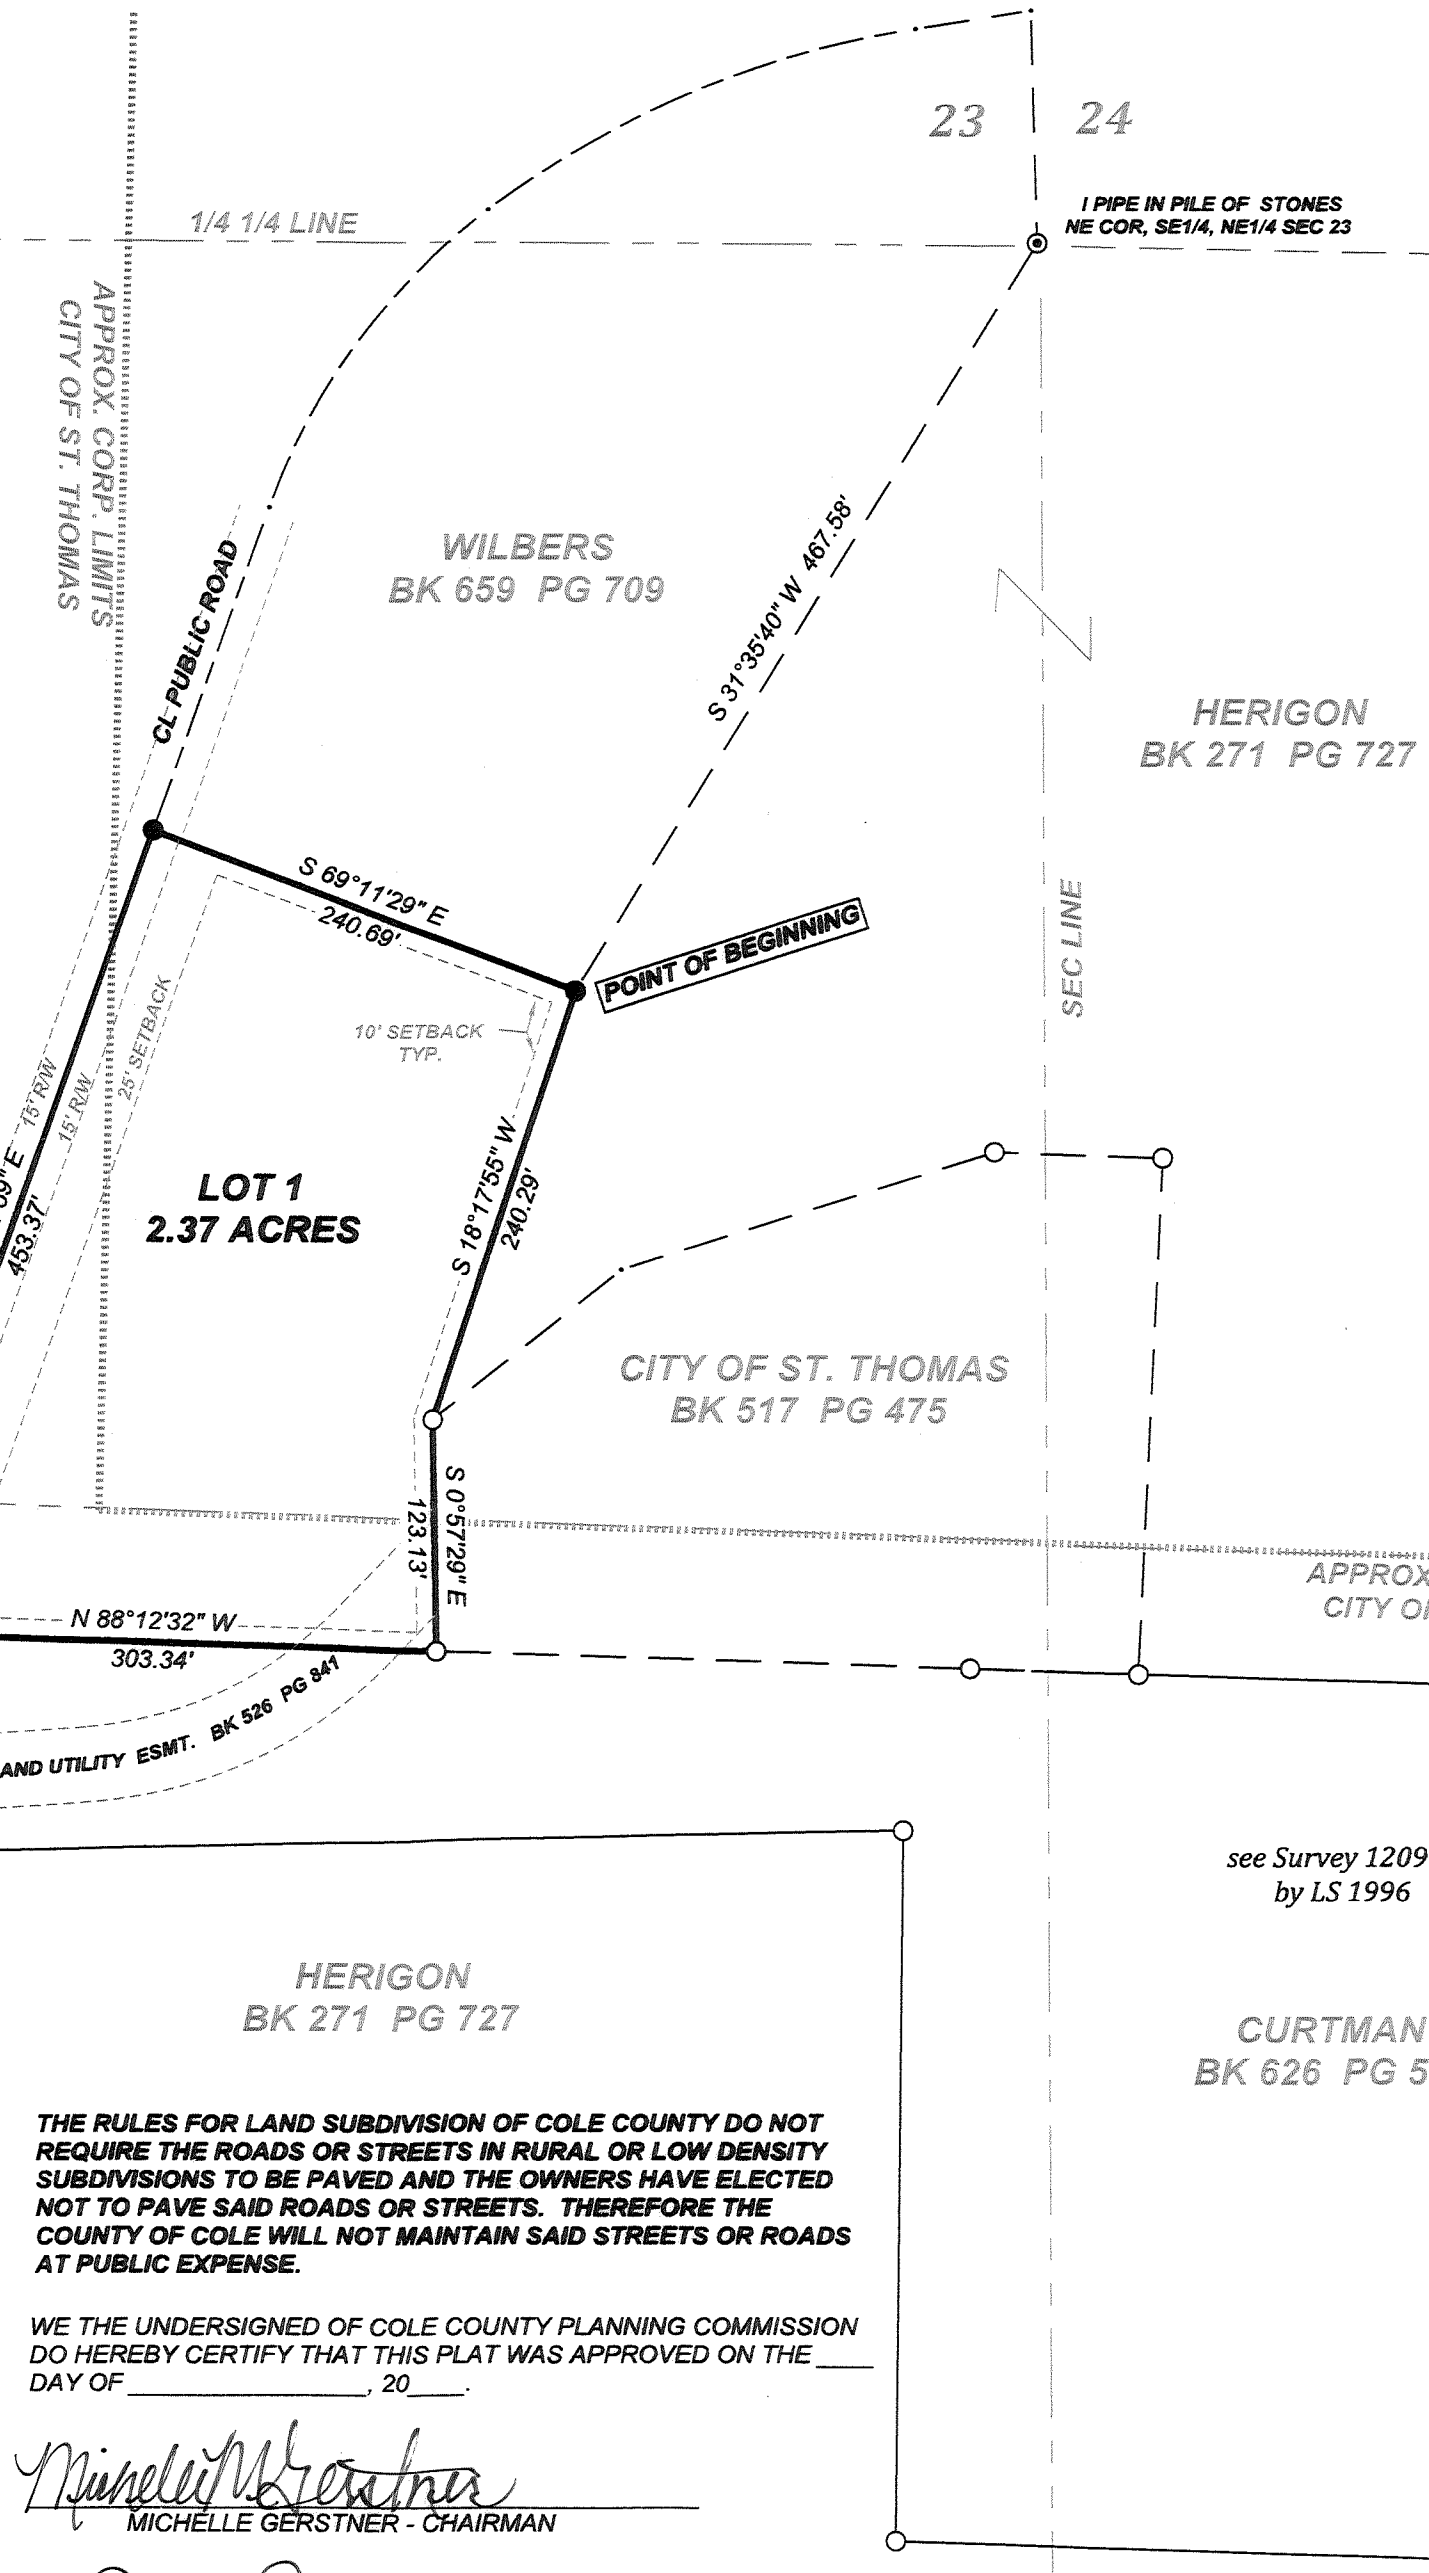 23 24
I PIPE IN PILE OF STONES
NE COR, SE1/4, NE1/4 SEC 23
1/4 1/4 LINE
APPROX. CORP. LIMITS
CITY OF ST. THOMAS
CL PUBLIC ROAD
WILBERS
BK 659 PG 709
S 31°35'40" W 467.58'
HERIGON
BK 271 PG 727
S 69°11'29" E
240.69'
POINT OF BEGINNING
SEC LINE
10' SETBACK
TYP.
25' SETBACK
15' R/W
15' R/W
E
453.37'
LOT 1
2.37 ACRES
S 18°17'55" W
240.29'
CITY OF ST. THOMAS
BK 517 PG 475
S 0°57'29" E
123.13'
APPROX
CITY
N 88°12'32" W
303.34'
AND UTILITY ESMT. BK 526 PG 841
see Survey 1209
by LS 1996
HERIGON
BK 271 PG 727
CURTMAN
BK 626 PG 5
THE RULES FOR LAND SUBDIVISION OF COLE COUNTY DO NOT
REQUIRE THE ROADS OR STREETS IN RURAL OR LOW DENSITY
SUBDIVISIONS TO BE PAVED AND THE OWNERS HAVE ELECTED
NOT TO PAVE SAID ROADS OR STREETS. THEREFORE THE
COUNTY OF COLE WILL NOT MAINTAIN SAID STREETS OR ROADS
AT PUBLIC EXPENSE.
WE THE UNDERSIGNED OF COLE COUNTY PLANNING COMMISSION
DO HEREBY CERTIFY THAT THIS PLAT WAS APPROVED ON THE ____
DAY OF __________________, 20____.
Michelle M Gerstner
MICHELLE GERSTNER - CHAIRMAN